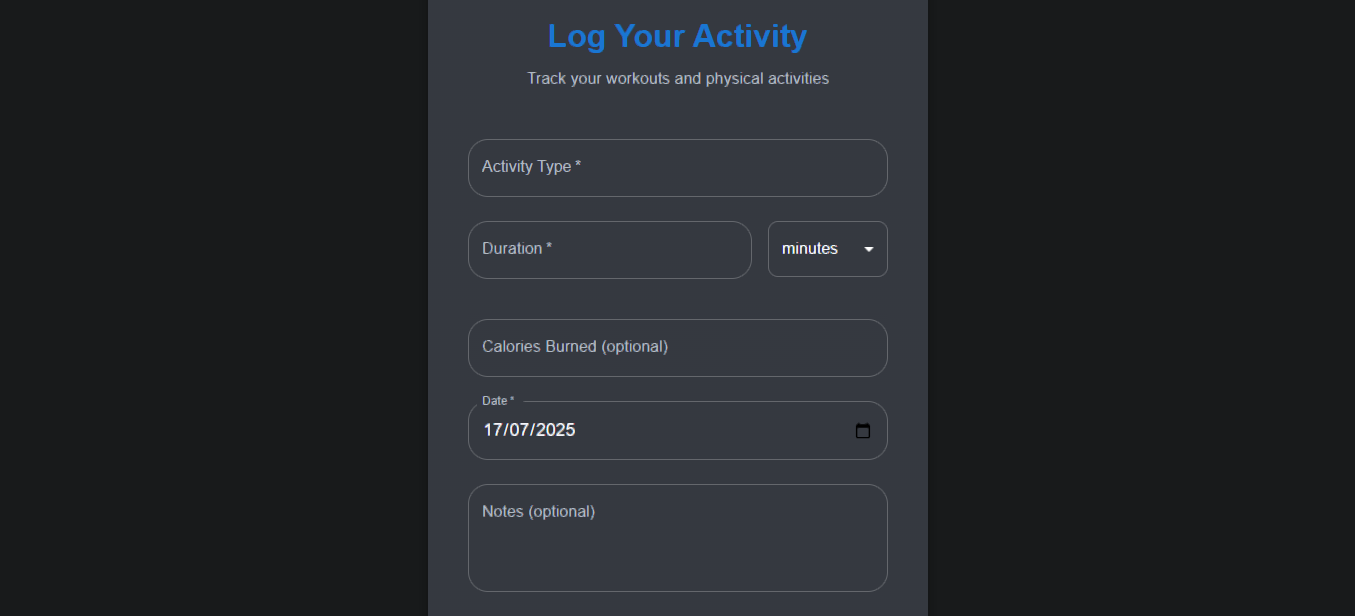 Log Your Activity
Track your workouts and physical activities
Activity Type *
Duration *
minutes
Calories Burned (optional)
Date *
17/07/2025
Notes (optional)